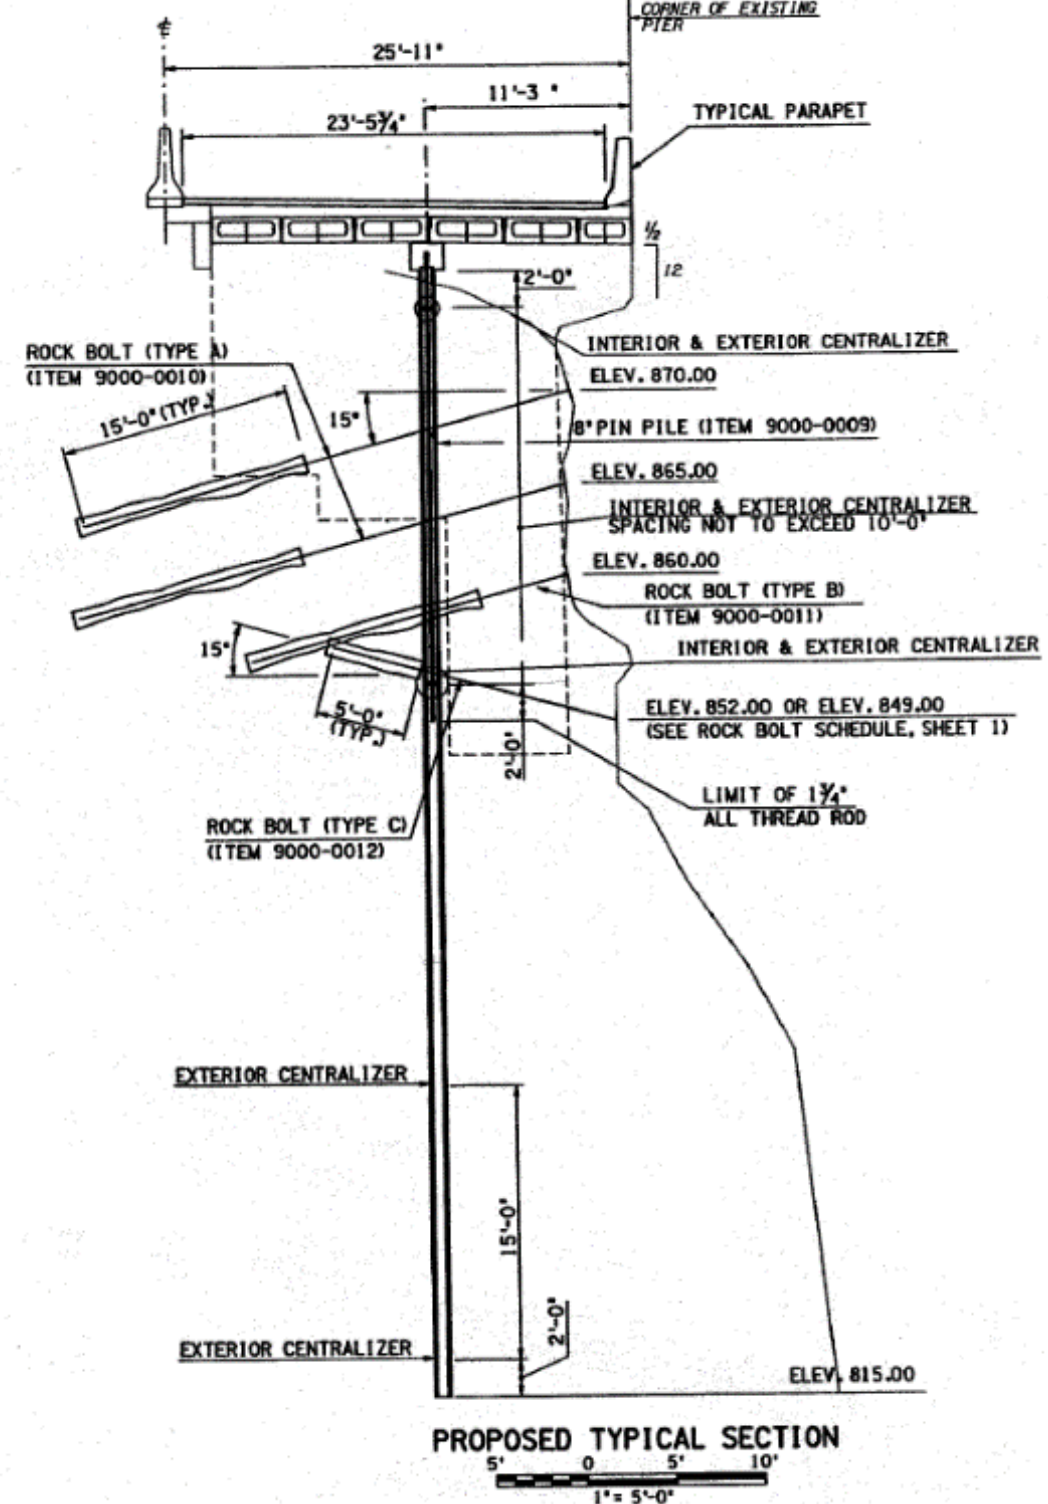 CORNER OF EXISTING
PIER
℄
25'-11"
11'-3 "
TYPICAL PARAPET
23'-5¾"
½
12
2'-0"
INTERIOR & EXTERIOR CENTRALIZER
ROCK BOLT (TYPE A)
(ITEM 9000-0010)
ELEV. 870.00
15'-0" (TYP.)
15°
8" PIN PILE (ITEM 9000-0009)
ELEV. 865.00
INTERIOR & EXTERIOR CENTRALIZER
SPACING NOT TO EXCEED 10'-0"
ELEV. 860.00
ROCK BOLT (TYPE B)
(ITEM 9000-0011)
15°
INTERIOR & EXTERIOR CENTRALIZER
5'-0"
(TYP.)
ELEV. 852.00 OR ELEV. 849.00
(SEE ROCK BOLT SCHEDULE, SHEET 1)
2'-0"
LIMIT OF 1¾"
ALL THREAD ROD
ROCK BOLT (TYPE C)
(ITEM 9000-0012)
EXTERIOR CENTRALIZER
15'-0"
2'-0"
EXTERIOR CENTRALIZER
ELEV. 815.00
PROPOSED TYPICAL SECTION
5' 0 5' 10'
1" = 5'-0"